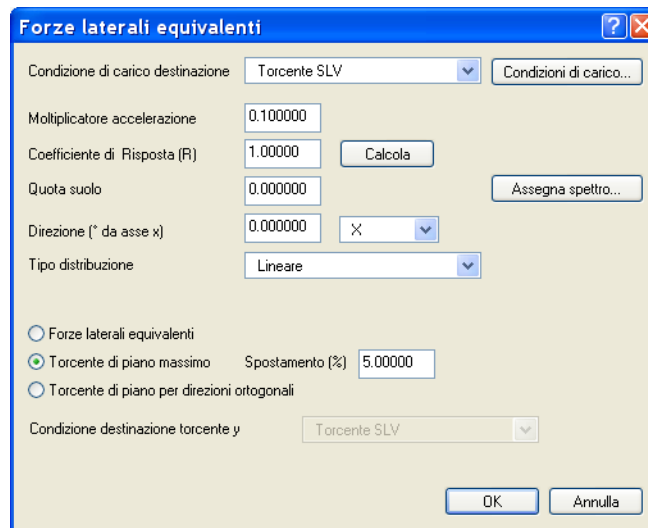 Forze laterali equivalenti
Condizione di carico destinazione Torcente SLV Condizioni di carico...
Moltiplicatore accelerazione 0.100000
Coefficiente di Risposta (R) 1.00000 Calcola
Quota suolo 0.000000 Assegna spettro...
Direzione (° da asse x) 0.000000 X
Tipo distribuzione Lineare
Forze laterali equivalenti
Torcente di piano massimo Spostamento (%) 5.00000
Torcente di piano per direzioni ortogonali
Condizione destinazione torcente y Torcente SLV
OK Annulla